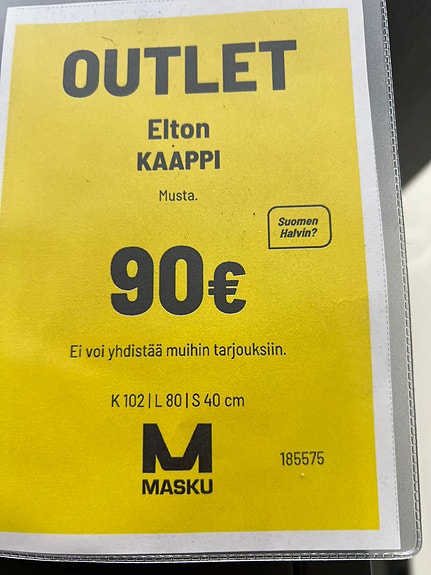 OUTLET
Elton
KAAPPI
Musta.
Suomen
Halvin?
90€
Ei voi yhdistää muihin tarjouksiin.
K 102 | L 80 | S 40 cm
M
MASKU
185575